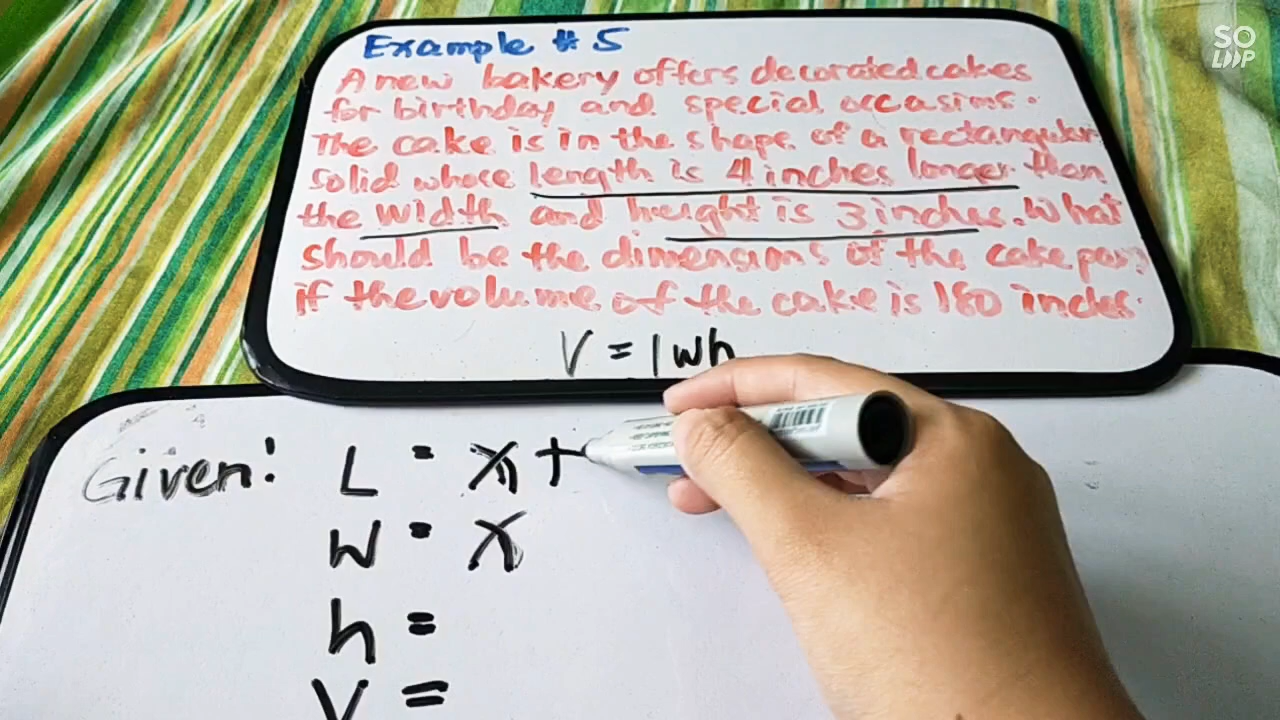 Example # 5
A new bakery offers decorated cakes
for birthday and special occasions.
The cake is in the shape of a rectangular
solid whose length is 4 inches longer than
the width and height is 3 inches. What
should be the dimensions of the cake pan
if the volume of the cake is 180 inches.
V = lwh
Given! L = x +
W = x
h =
V =
SO
LOOP